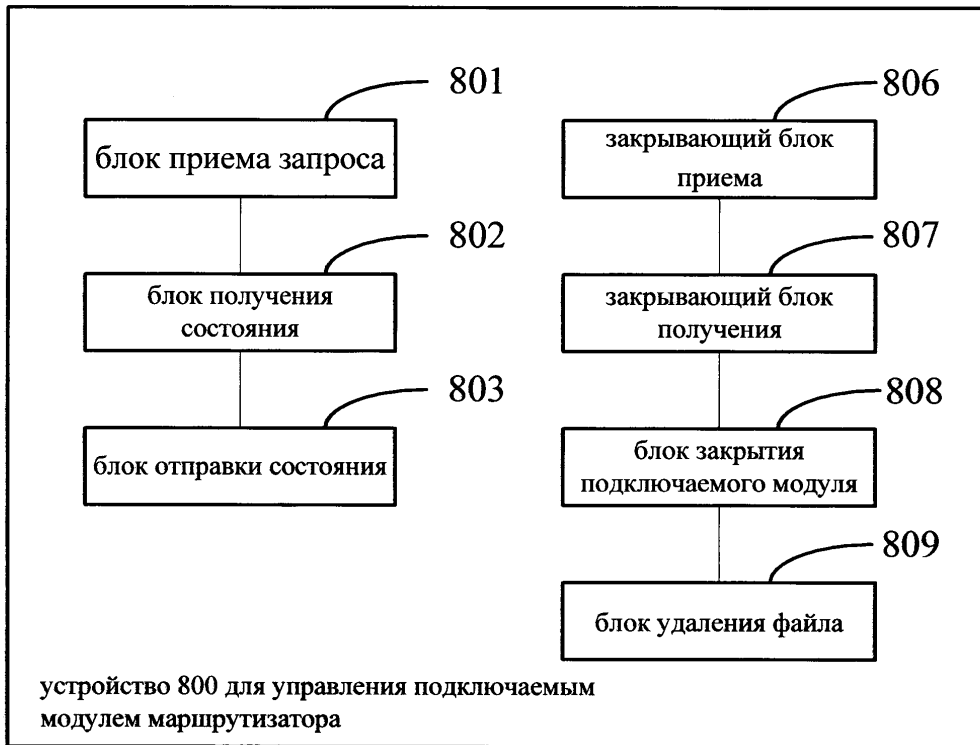 801
блок приема запроса
802
блок получения
состояния
803
блок отправки состояния
806
закрывающий блок
приема
807
закрывающий блок
получения
808
блок закрытия
подключаемого модуля
809
блок удаления файла
устройство 800 для управления подключаемым
модулем маршрутизатора